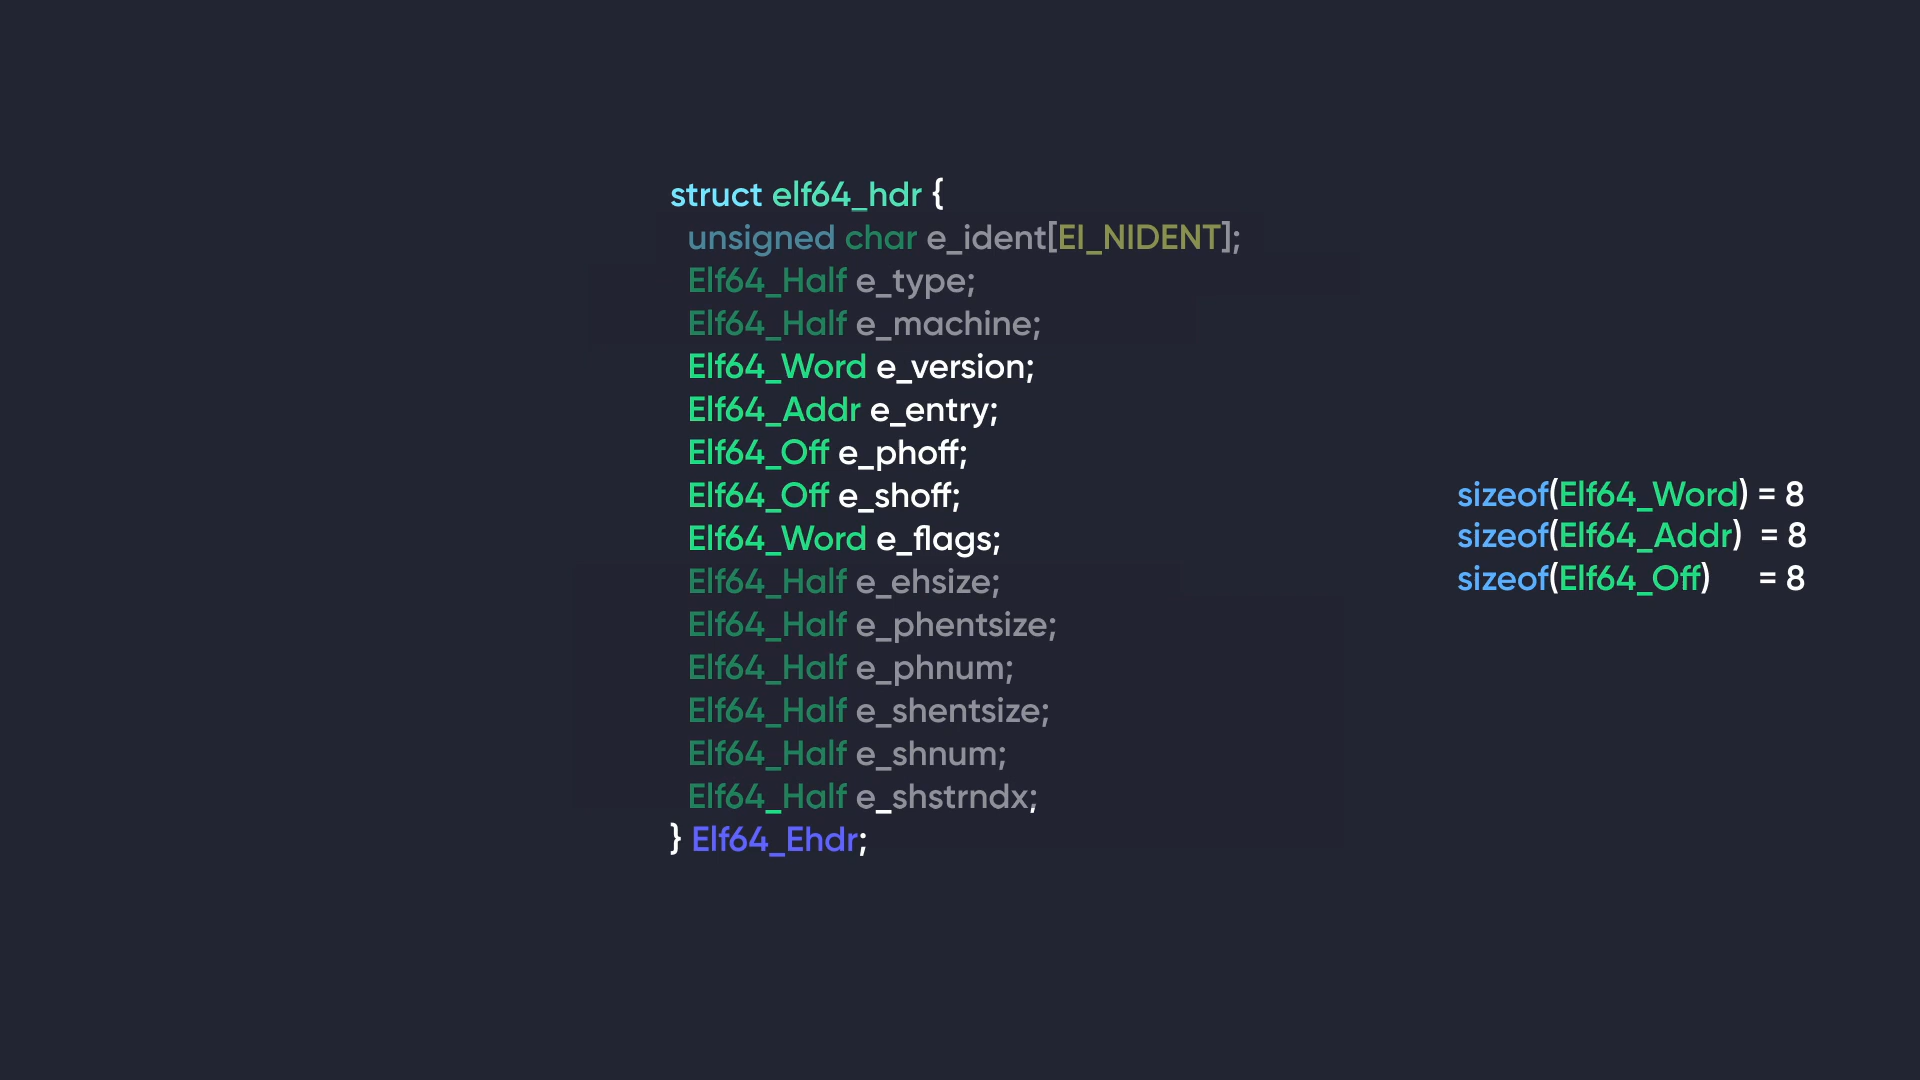 struct elf64_hdr {
unsigned char e_ident[EI_NIDENT];
Elf64_Half e_type;
Elf64_Half e_machine;
Elf64_Word e_version;
Elf64_Addr e_entry;
Elf64_Off e_phoff;
Elf64_Off e_shoff;
Elf64_Word e_flags;
Elf64_Half e_ehsize;
Elf64_Half e_phentsize;
Elf64_Half e_phnum;
Elf64_Half e_shentsize;
Elf64_Half e_shnum;
Elf64_Half e_shstrndx;
} Elf64_Ehdr;
sizeof(Elf64_Word) = 8
sizeof(Elf64_Addr) = 8
sizeof(Elf64_Off) = 8